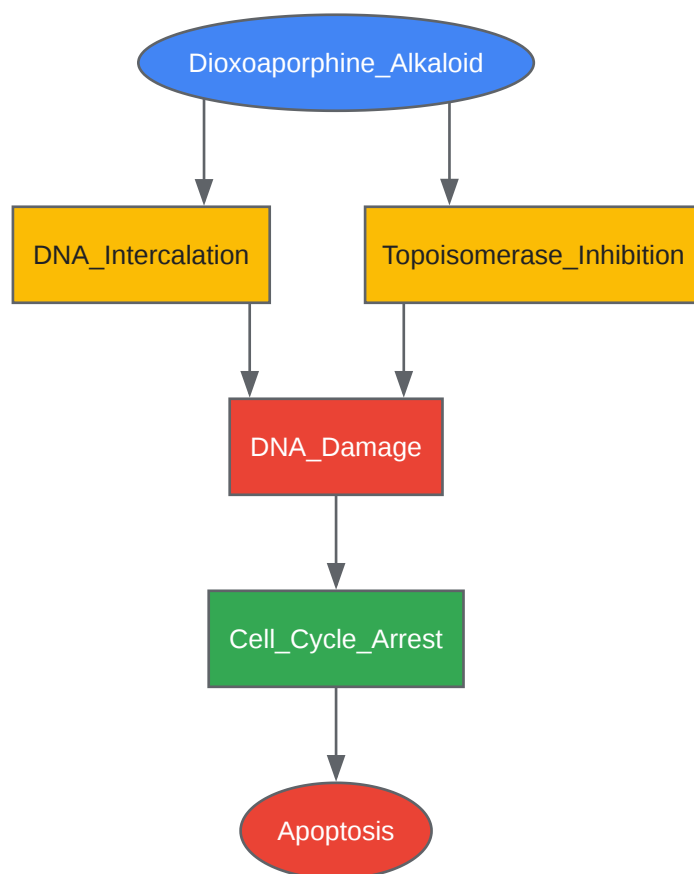 Dioxoaporphine_Alkaloid
DNA_Intercalation
Topoisomerase_Inhibition
DNA_Damage
Cell_Cycle_Arrest
Apoptosis